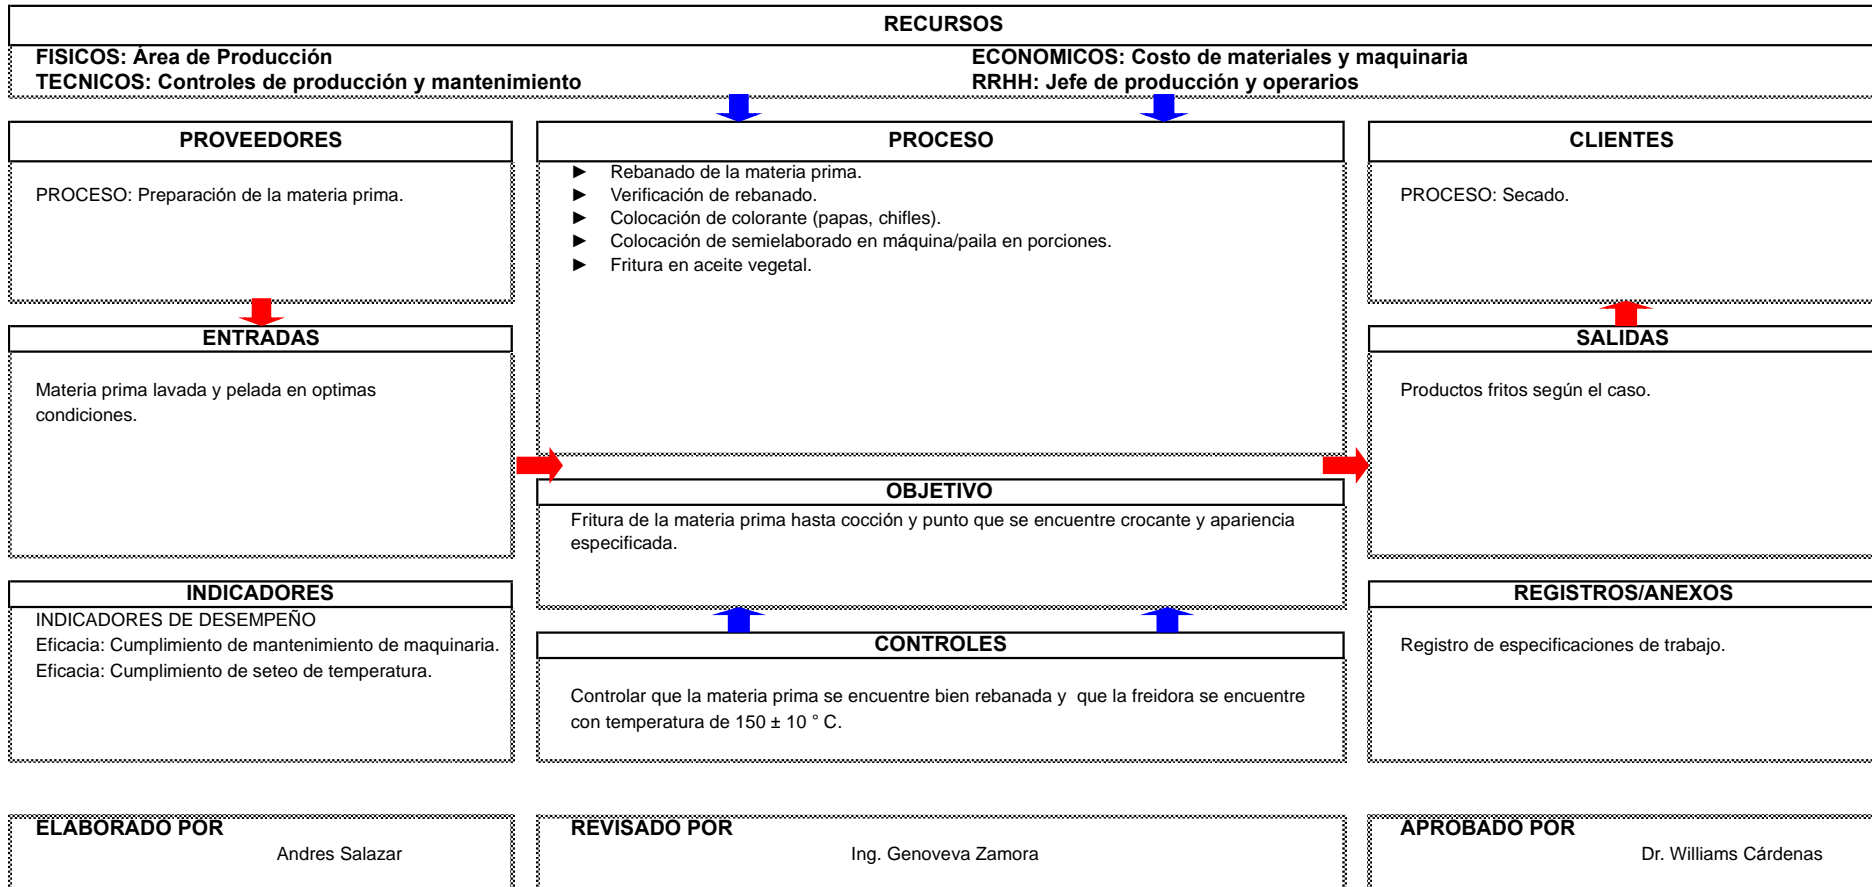 RECURSOS
FISICOS: Área de Producción
ECONOMICOS: Costo de materiales y maquinaria
TECNICOS: Controles de producción y mantenimiento
RRHH: Jefe de producción y operarios
PROVEEDORES
PROCESO: Preparación de la materia prima.
PROCESO
► Rebanado de la materia prima.
► Verificación de rebanado.
► Colocación de colorante (papas, chifles).
► Colocación de semielaborado en máquina/paila en porciones.
► Fritura en aceite vegetal.
CLIENTES
PROCESO: Secado.
ENTRADAS
Materia prima lavada y pelada en optimas
condiciones.
SALIDAS
Productos fritos según el caso.
OBJETIVO
Fritura de la materia prima hasta cocción y punto que se encuentre crocante y apariencia
especificada.
INDICADORES
INDICADORES DE DESEMPEÑO
Eficacia: Cumplimiento de mantenimiento de maquinaria.
Eficacia: Cumplimiento de seteo de temperatura.
CONTROLES
Controlar que la materia prima se encuentre bien rebanada y  que la freidora se encuentre
con temperatura de 150 ± 10 ° C.
REGISTROS/ANEXOS
Registro de especificaciones de trabajo.
ELABORADO POR
Andres Salazar
REVISADO POR
Ing. Genoveva Zamora
APROBADO POR
Dr. Williams Cárdenas